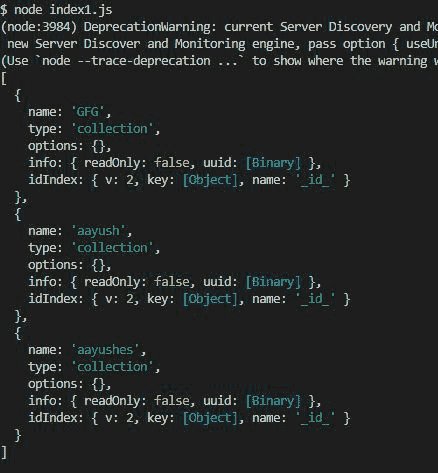 $ node index1.js
(node:3984) DeprecationWarning: current Server Discovery and Mo
new Server Discover and Monitoring engine, pass option { useUn
(Use `node --trace-deprecation ...` to show where the warning w
[
  {
    name: 'GFG',
    type: 'collection',
    options: {},
    info: { readOnly: false, uuid: [Binary] },
    idIndex: { v: 2, key: [Object], name: '_id_' }
  },
  {
    name: 'aayush',
    type: 'collection',
    options: {},
    info: { readOnly: false, uuid: [Binary] },
    idIndex: { v: 2, key: [Object], name: '_id_' }
  },
  {
    name: 'aayushes',
    type: 'collection',
    options: {},
    info: { readOnly: false, uuid: [Binary] },
    idIndex: { v: 2, key: [Object], name: '_id_' }
  }
]